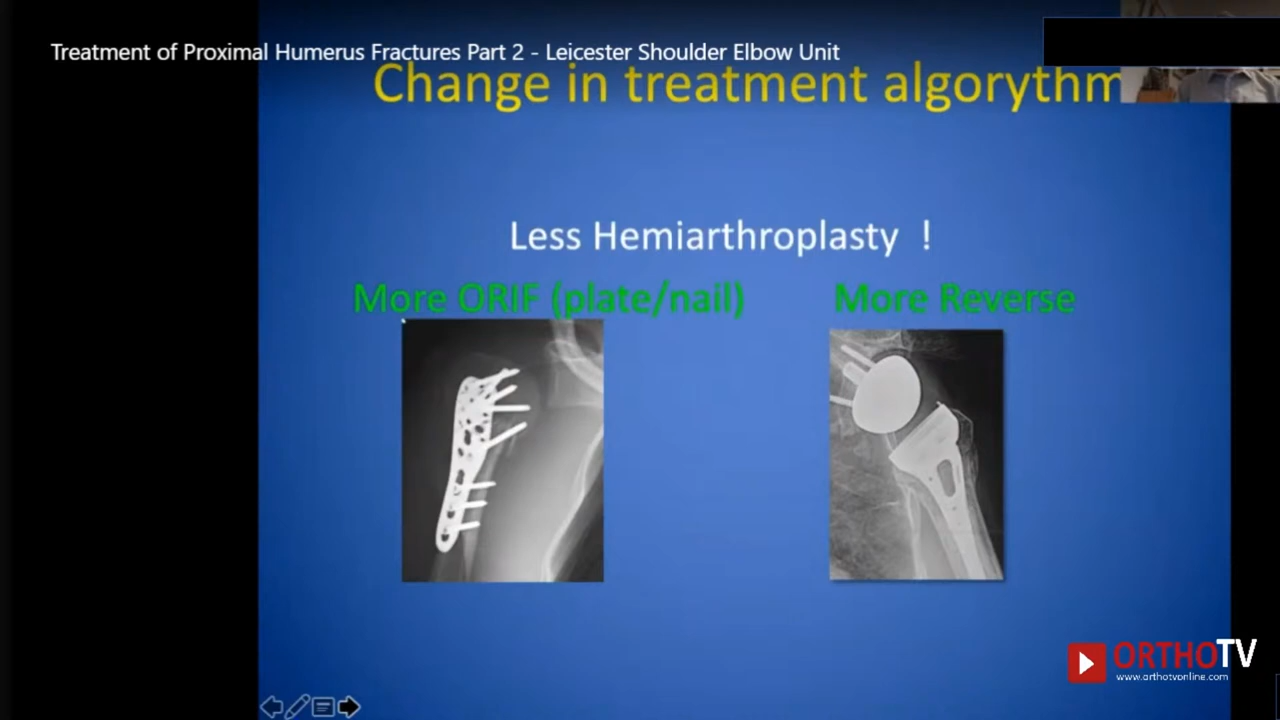 Treatment of Proximal Humerus Fractures Part 2 - Leicester Shoulder Elbow Unit
Change in treatment algorythm
Less Hemiarthroplasty !
More ORIF (plate/nail)
More Reverse
ORTHOTV
www.orthotvonline.com